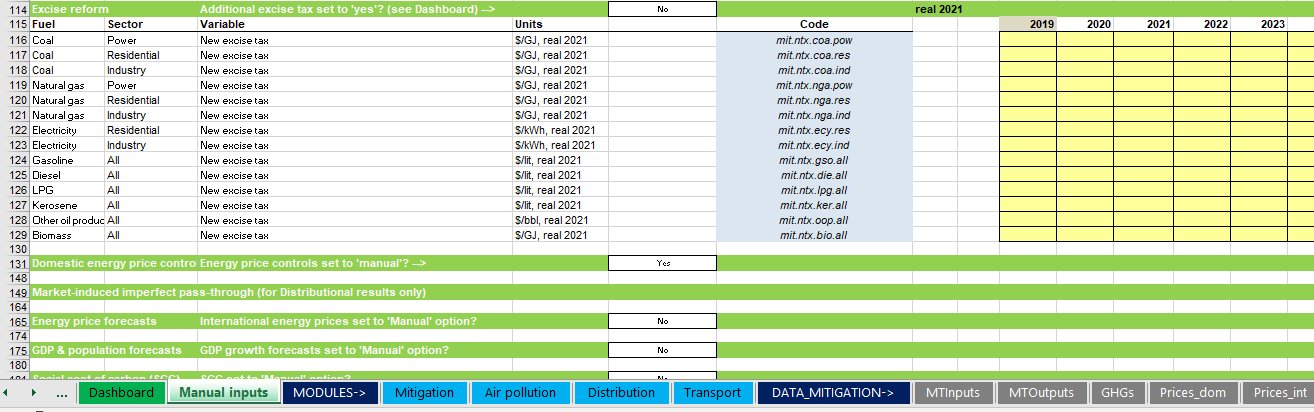 114 Excise reform Additional excise tax set to 'yes'? (see Dashboard) --> No real 2021
115 Fuel Sector Variable Units Code 2019 2020 2021 2022 2023
116 Coal Power New excise tax $/GJ, real 2021 mit.ntx.coa.pow
117 Coal Residential New excise tax $/GJ, real 2021 mit.ntx.coa.res
118 Coal Industry New excise tax $/GJ, real 2021 mit.ntx.coa.ind
119 Natural gas Power New excise tax $/GJ, real 2021 mit.ntx.nga.pow
120 Natural gas Residential New excise tax $/GJ, real 2021 mit.ntx.nga.res
121 Natural gas Industry New excise tax $/GJ, real 2021 mit.ntx.nga.ind
122 Electricity Residential New excise tax $/kWh, real 2021 mit.ntx.ecy.res
123 Electricity Industry New excise tax $/kWh, real 2021 mit.ntx.ecy.ind
124 Gasoline All New excise tax $/lit, real 2021 mit.ntx.gso.all
125 Diesel All New excise tax $/lit, real 2021 mit.ntx.die.all
126 LPG All New excise tax $/lit, real 2021 mit.ntx.lpg.all
127 Kerosene All New excise tax $/lit, real 2021 mit.ntx.ker.all
128 Other oil produc All New excise tax $/bbl, real 2021 mit.ntx.oop.all
129 Biomass All New excise tax $/GJ, real 2021 mit.ntx.bio.all
130
131 Domestic energy price contro Energy price controls set to 'manual'? --> Yes
148
149 Market-induced imperfect pass-through (for Distributional results only)
164
165 Energy price forecasts International energy prices set to 'Manual' option? No
174
175 GDP & population forecasts GDP growth forecasts set to 'Manual' option? No
180
181 Social cost of carbon (SCC) SCC set to 'Manual' option? No
... Dashboard Manual inputs MODULES-> Mitigation Air pollution Distribution Transport DATA_MITIGATION-> MTInputs MTOutputs GHGs Prices_dom Prices_int